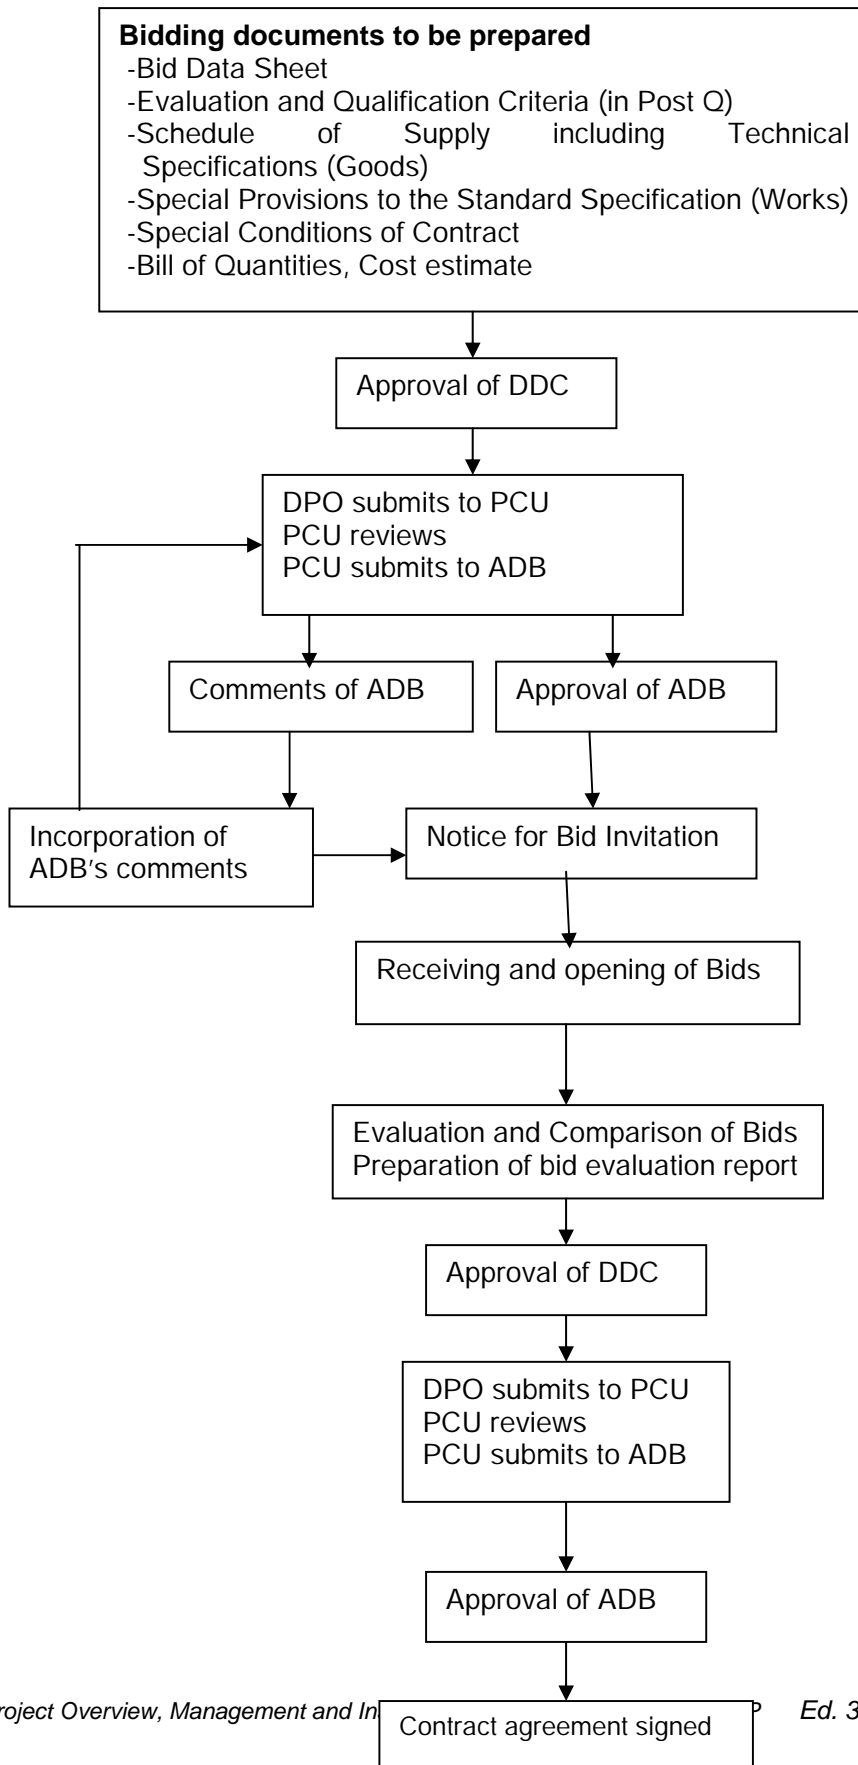 Bidding documents to be prepared
-Bid Data Sheet
-Evaluation and Qualification Criteria (in Post Q)
-Schedule of Supply including Technical
Specifications (Goods)
-Special Provisions to the Standard Specification (Works)
-Special Conditions of Contract
-Bill of Quantities, Cost estimate
Approval of DDC
DPO submits to PCU
PCU reviews
PCU submits to ADB
Comments of ADB
Approval of ADB
Incorporation of
ADB's comments
Notice for Bid Invitation
Receiving and opening of Bids
Evaluation and Comparison of Bids
Preparation of bid evaluation report
Approval of DDC
DPO submits to PCU
PCU reviews
PCU submits to ADB
Approval of ADB
roject Overview, Management and In Ed. 3
Contract agreement signed